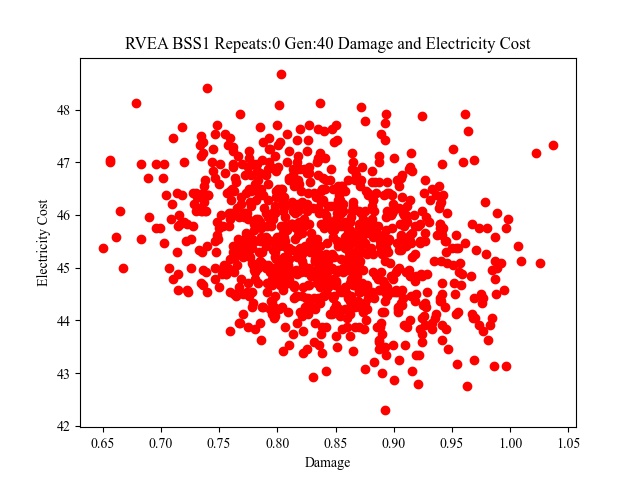 RVEA BSS1 Repeats:0 Gen:40 Damage and Electricity Cost
48
47
46
45
44
43
42
Electricity Cost
0.65 0.70 0.75 0.80 0.85 0.90 0.95 1.00 1.05
Damage